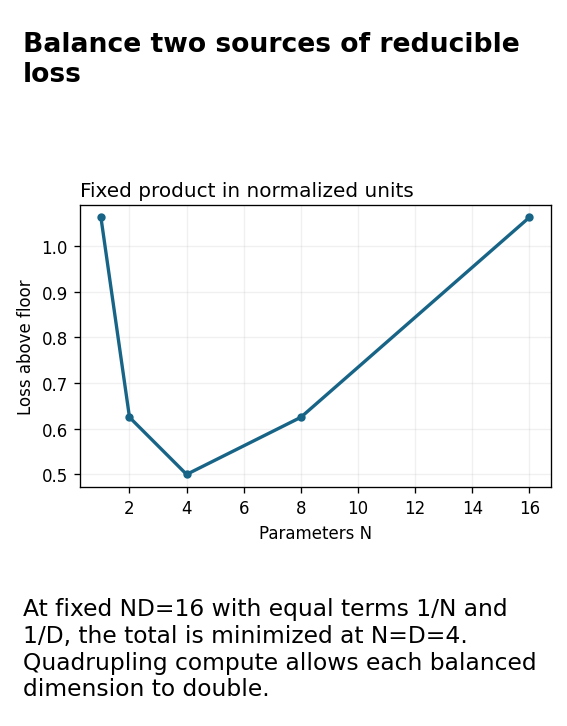 Balance two sources of reducible
loss
Fixed product in normalized units
Loss above floor
1.0
0.9
0.8
0.7
0.6
0.5
2 4 6 8 10 12 14 16
Parameters N
At fixed ND=16 with equal terms 1/N and
1/D, the total is minimized at N=D=4.
Quadrupling compute allows each balanced
dimension to double.